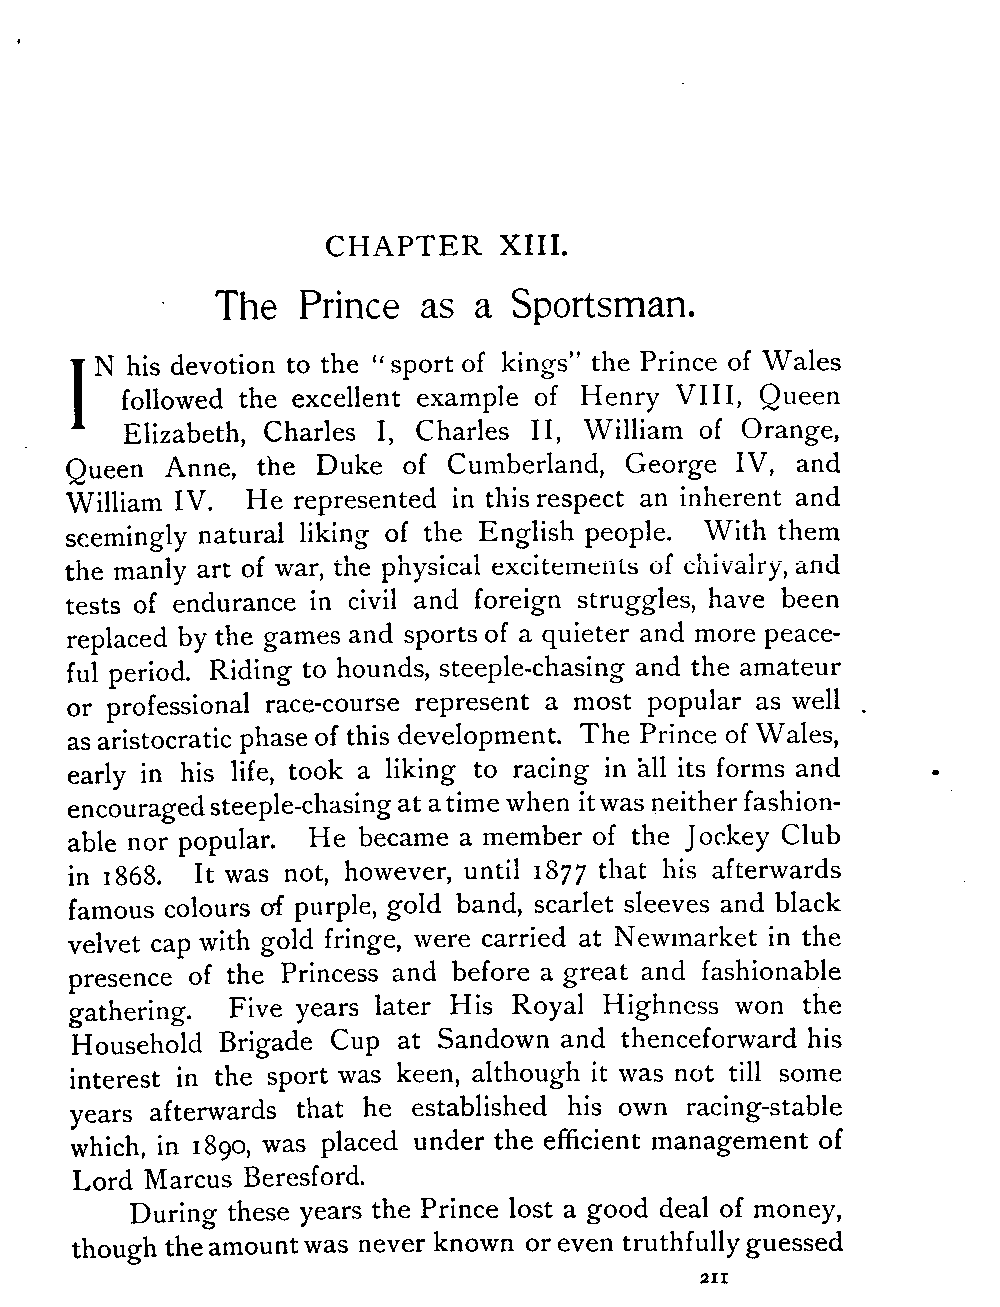 CHAPTER XIII.
The Prince as a Sportsman.
IN his devotion to the "sport of kings" the Prince of Wales
followed the excellent example of Henry VIII, Queen
Elizabeth, Charles I, Charles II, William of Orange,
Queen Anne, the Duke of Cumberland, George IV, and
William IV. He represented in this respect an inherent and
seemingly natural liking of the English people. With them
the manly art of war, the physical excitements of chivalry, and
tests of endurance in civil and foreign struggles, have been
replaced by the games and sports of a quieter and more peace-
ful period. Riding to hounds, steeple-chasing and the amateur
or professional race-course represent a most popular as well
as aristocratic phase of this development. The Prince of Wales,
early in his life, took a liking to racing in all its forms and
encouraged steeple-chasing at a time when it was neither fashion-
able nor popular. He became a member of the Jockey Club
in 1868. It was not, however, until 1877 that his afterwards
famous colours of purple, gold band, scarlet sleeves and black
velvet cap with gold fringe, were carried at Newmarket in the
presence of the Princess and before a great and fashionable
gathering. Five years later His Royal Highness won the
Household Brigade Cup at Sandown and thenceforward his
interest in the sport was keen, although it was not till some
years afterwards that he established his own racing-stable
which, in 1890, was placed under the efficient management of
Lord Marcus Beresford.
During these years the Prince lost a good deal of money,
though the amount was never known or even truthfully guessed
211